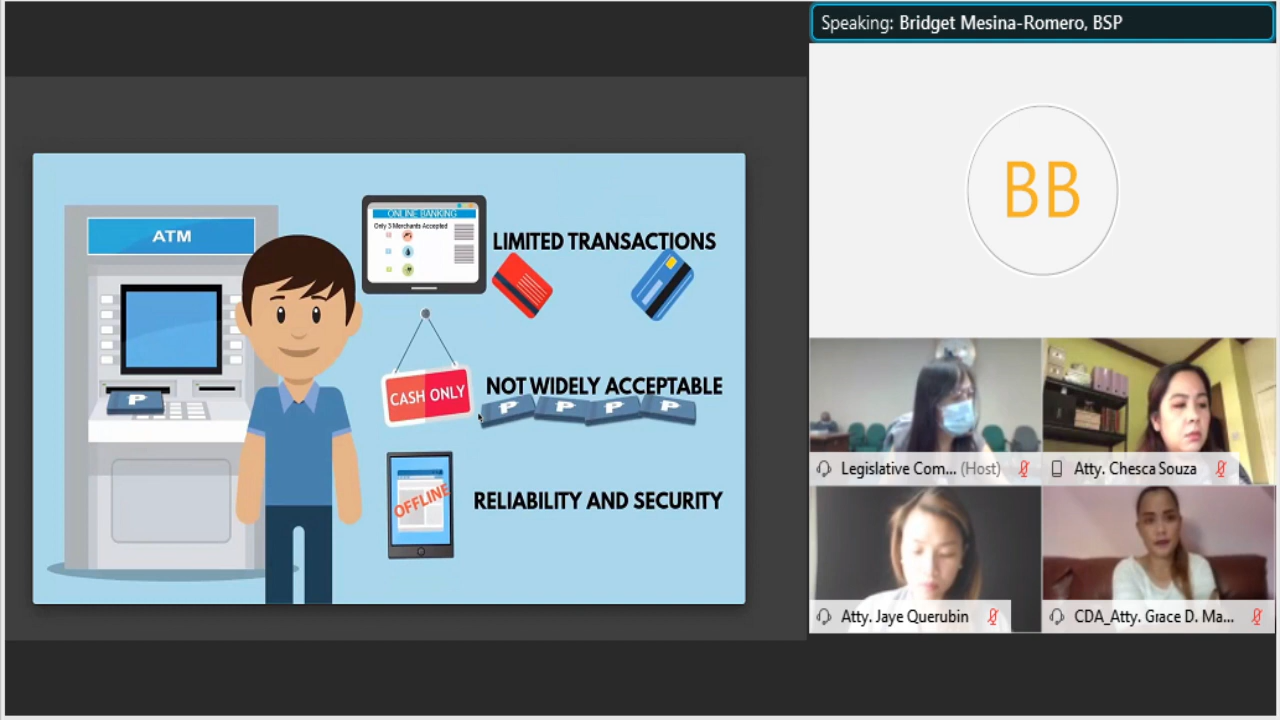 Speaking: Bridget Mesina-Romero, BSP
ATM
ONLINE BANKING
Only 3 Merchants Accepted
LIMITED TRANSACTIONS
CASH ONLY
NOT WIDELY ACCEPTABLE
P
P P P P
OFFLINE
RELIABILITY AND SECURITY
BB
Legislative Com... (Host)
Atty. Chesca Souza
Atty. Jaye Querubin
CDA_Atty. Grace D. Ma...